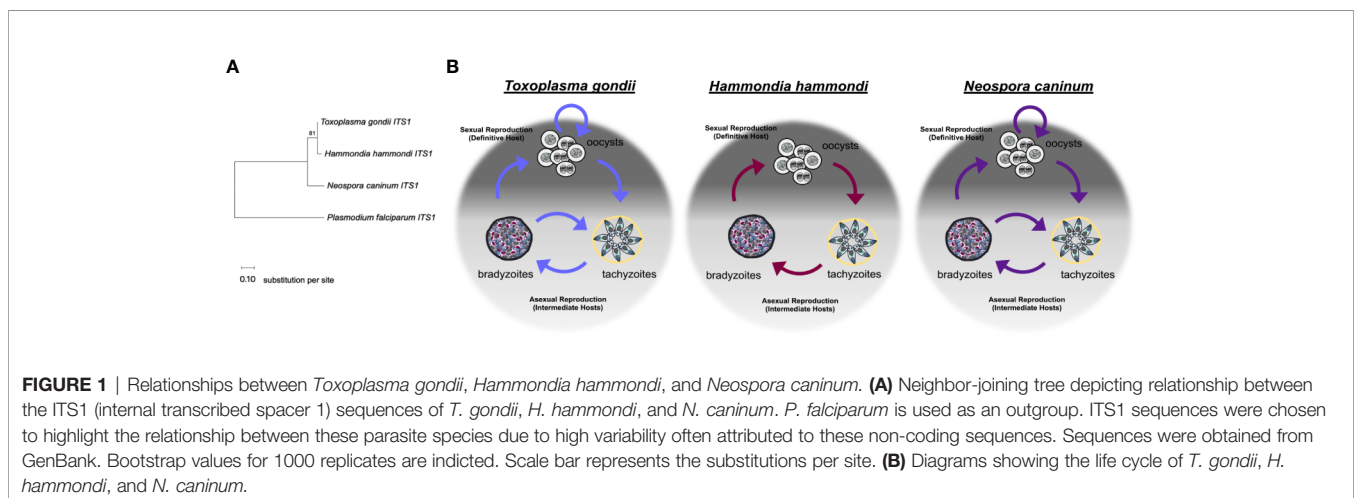 A
Toxoplasma gondii ITS1
81
Hammondia hammondi ITS1
Neospora caninum ITS1
Plasmodium falciparum ITS1
0.10 substitution per site
B
Toxoplasma gondii
Sexual Reproduction
(Definitive Host)
oocysts
bradyzoites
tachyzoites
Asexual Reproduction
(Intermediate Hosts)
Hammondia hammondi
Sexual Reproduction
(Definitive Host)
oocysts
bradyzoites
tachyzoites
Asexual Reproduction
(Intermediate Hosts)
Neospora caninum
Sexual Reproduction
(Definitive Host)
oocysts
bradyzoites
tachyzoites
Asexual Reproduction
(Intermediate Hosts)
FIGURE 1 | Relationships between Toxoplasma gondii, Hammondia hammondi, and Neospora caninum. (A) Neighbor-joining tree depicting relationship between
the ITS1 (internal transcribed spacer 1) sequences of T. gondii, H. hammondi, and N. caninum. P. falciparum is used as an outgroup. ITS1 sequences were chosen
to highlight the relationship between these parasite species due to high variability often attributed to these non-coding sequences. Sequences were obtained from
GenBank. Bootstrap values for 1000 replicates are indicted. Scale bar represents the substitutions per site. (B) Diagrams showing the life cycle of T. gondii, H.
hammondi, and N. caninum.